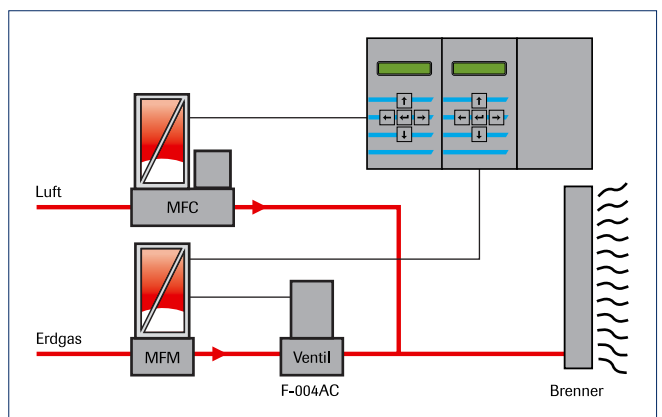 Luft
MFC
Erdgas
MFM
Ventil
F-004AC
Brenner